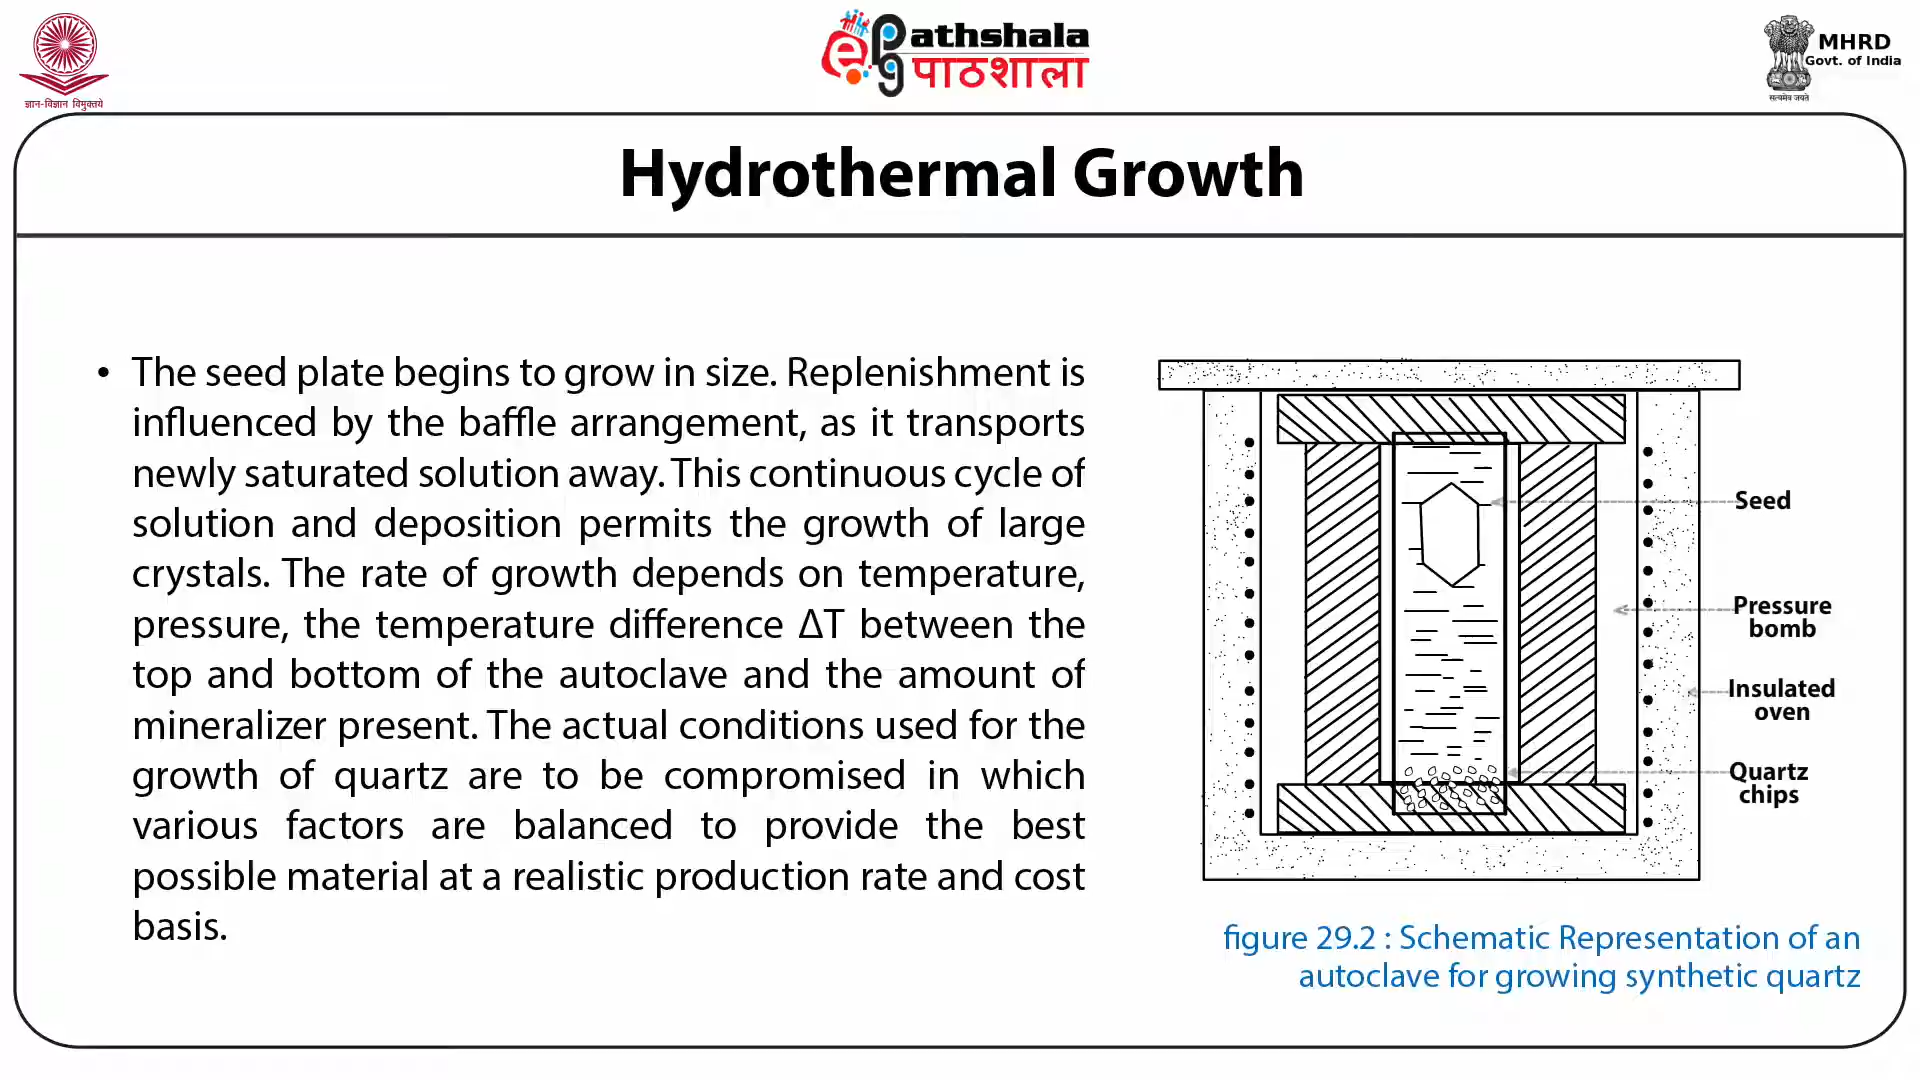 ज्ञान-विज्ञान विमुक्तये
ePathshala
पाठशाला
MHRD
Govt. of India
सत्यमेव जयते
Hydrothermal Growth
• The seed plate begins to grow in size. Replenishment is
influenced by the baffle arrangement, as it transports
newly saturated solution away. This continuous cycle of
solution and deposition permits the growth of large
crystals. The rate of growth depends on temperature,
pressure, the temperature difference ΔT between the
top and bottom of the autoclave and the amount of
mineralizer present. The actual conditions used for the
growth of quartz are to be compromised in which
various factors are balanced to provide the best
possible material at a realistic production rate and cost
basis.
Seed
Pressure
bomb
Insulated
oven
Quartz
chips
figure 29.2 : Schematic Representation of an
autoclave for growing synthetic quartz